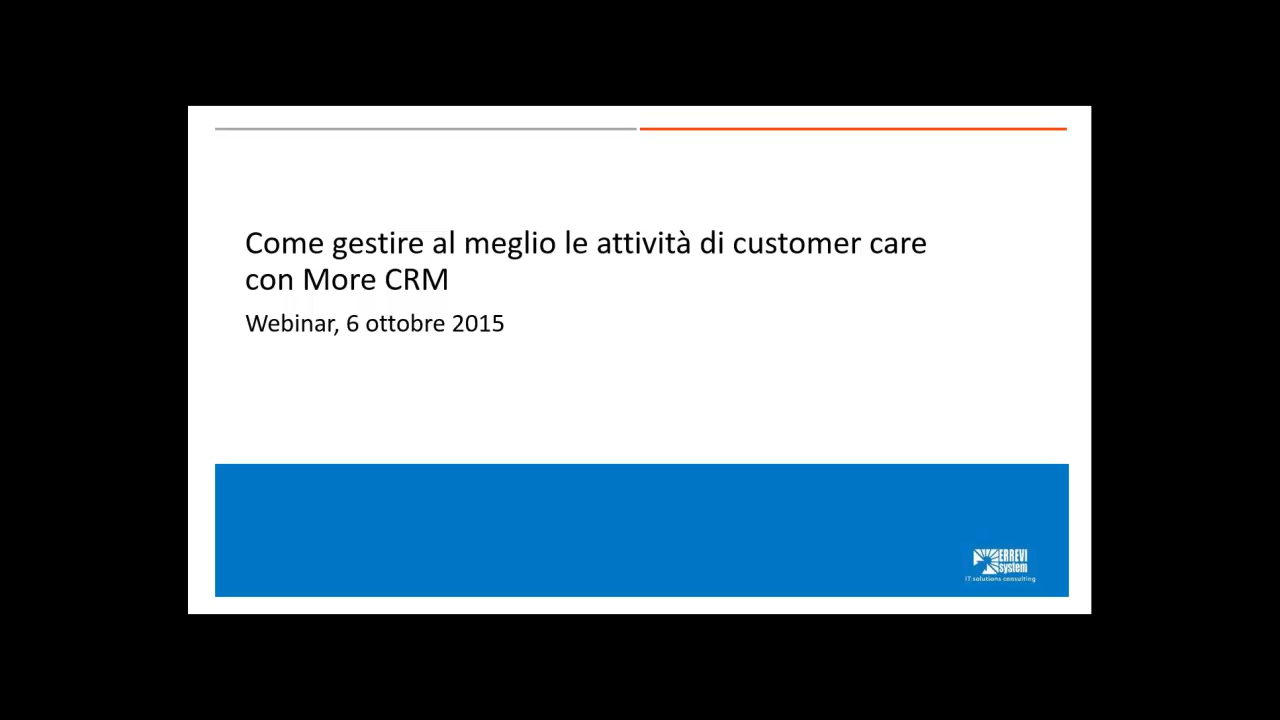 Come gestire al meglio le attività di customer care
con More CRM
Webinar, 6 ottobre 2015
ERREVI
system
IT solutions consulting